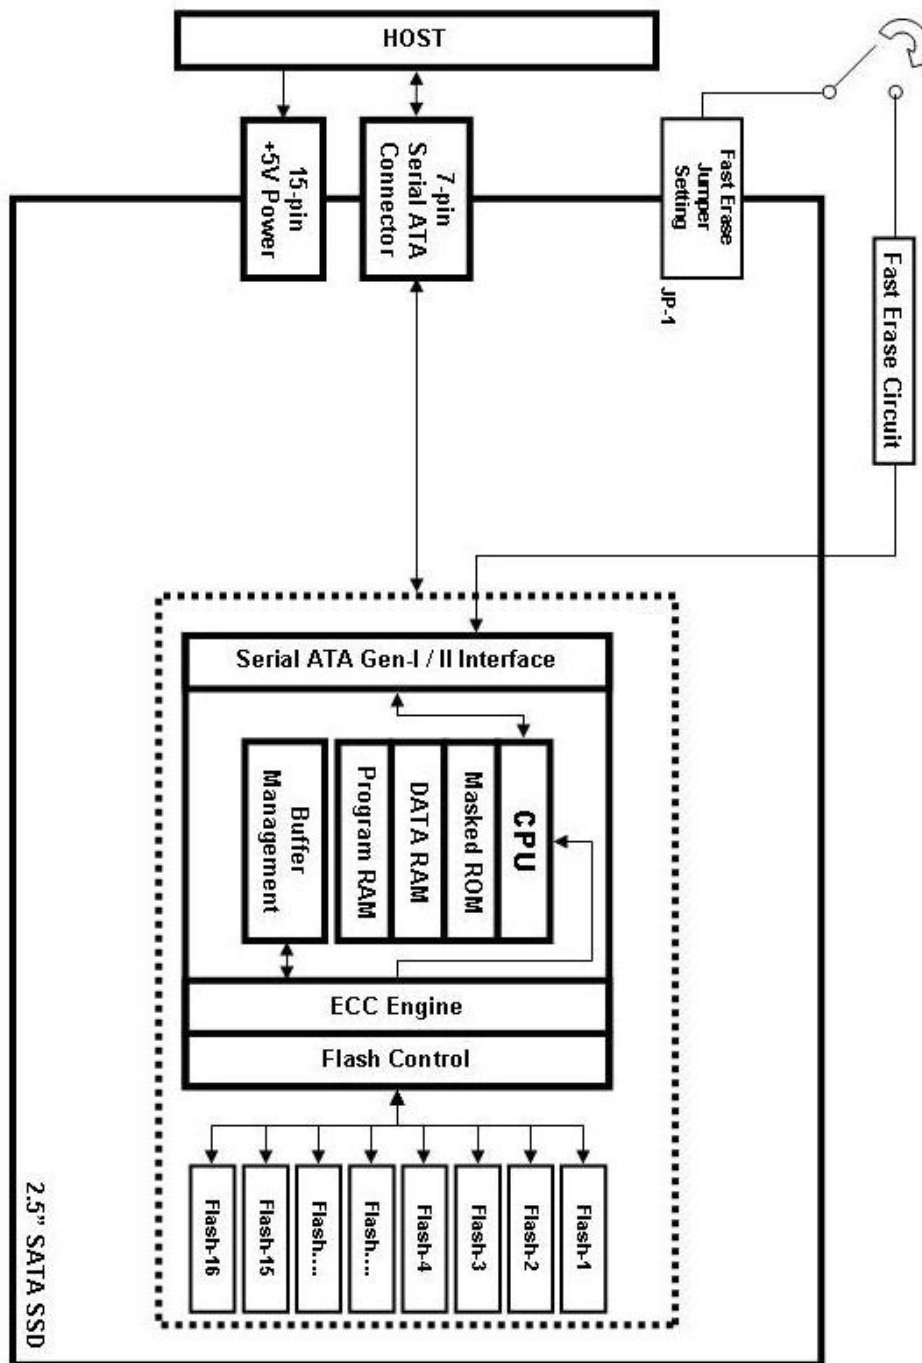 HOST
15-pin
+5V Power
7-pin
Serial ATA
Connector
Fast Erase
Jumper
Setting
JP-1
Fast Erase Circuit
Serial ATA Gen-I / II Interface
Buffer
Management
Program RAM
DATA RAM
Masked ROM
CPU
ECC Engine
Flash Control
Flash-16
Flash-15
Flash....
Flash....
Flash-4
Flash-3
Flash-2
Flash-1
2.5” SATA SSD